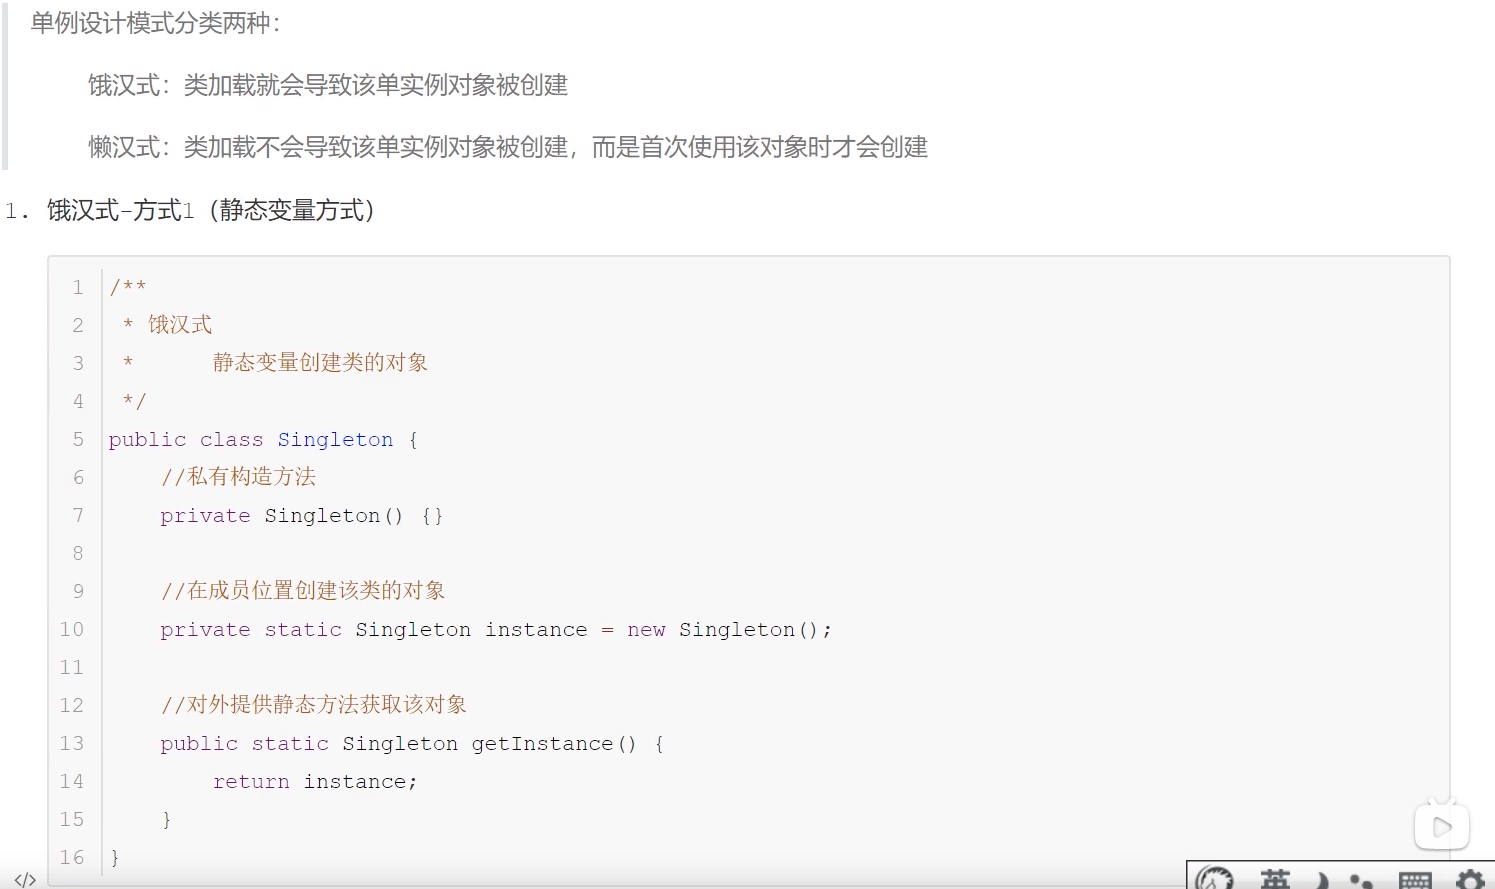 单例设计模式分类两种：
饿汉式：类加载就会导致该单实例对象被创建
懒汉式：类加载不会导致该单实例对象被创建，而是首次使用该对象时才会创建
1. 饿汉式-方式1（静态变量方式）
1 /**
2  * 饿汉式
3  *      静态变量创建类的对象
4  */
5 public class Singleton {
6     //私有构造方法
7     private Singleton() {}
8
9     //在成员位置创建该类的对象
10     private static Singleton instance = new Singleton();
11
12     //对外提供静态方法获取该对象
13     public static Singleton getInstance() {
14         return instance;
15     }
16 }
</>
英